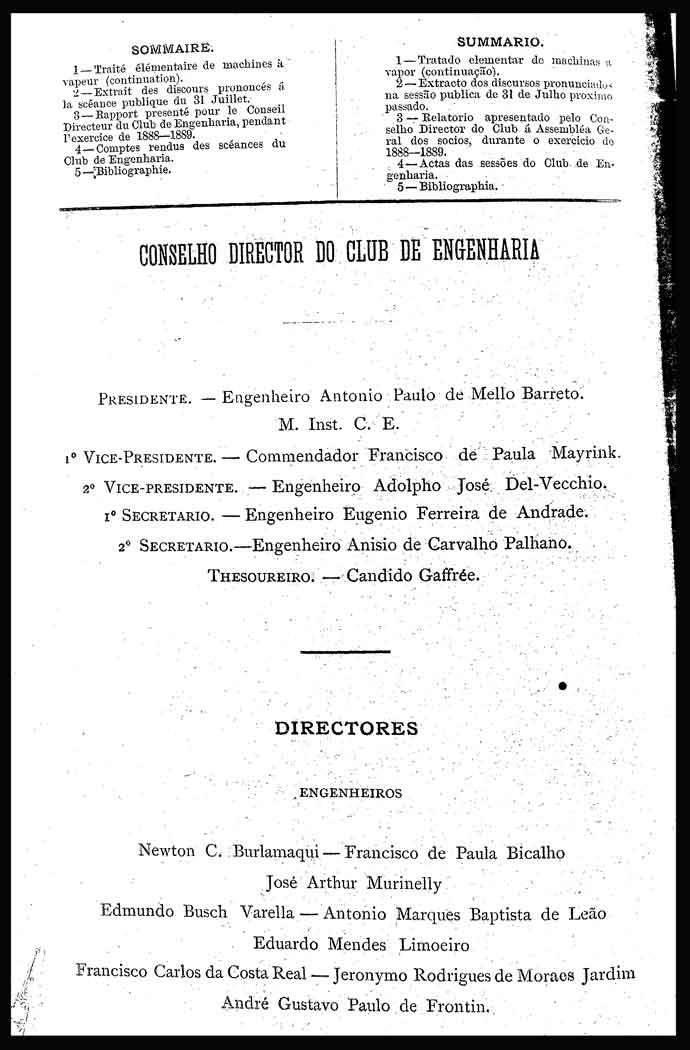 SOMMAIRE.
1—Traité élémentaire de machines à
vapeur (continuation).
2—Extrait des discours prononcés á
la scéance publique du 31 Juillet.
3—Rapport presenté pour le Conseil
Directeur du Club de Engenharia, pendant
l'exercice de 1888—1889.
4—Comptes rendus des scéances du
Club de Engenharia.
5—Bibliographie.
SUMMARIO.
1—Tratado elementar de machinas a
vapor (continuação).
2—Extracto dos discursos pronunciados
na sessão publica de 31 de Julho proximo
passado.
3—Relatorio apresentado pelo Con-
selho Director do Club á Assembléa Ge-
ral dos socios, durante o exercicio de
1888—1889.
4—Actas das sessões do Club de En-
genharia.
5—Bibliographia.
CONSELHO DIRECTOR DO CLUB DE ENGENHARIA
PRESIDENTE. — Engenheiro Antonio Paulo de Mello Barreto.
M. Inst. C. E.
1º VICE-PRESIDENTE. — Commendador Francisco de Paula Mayrink.
2º VICE-PRESIDENTE. — Engenheiro Adolpho José Del-Vecchio.
1º SECRETARIO. — Engenheiro Eugenio Ferreira de Andrade.
2º SECRETARIO.—Engenheiro Anisio de Carvalho Palhano.
THESOUREIRO. — Candido Gaffrée.
DIRECTORES
ENGENHEIROS
Newton C. Burlamaqui — Francisco de Paula Bicalho
José Arthur Murinelly
Edmundo Busch Varella — Antonio Marques Baptista de Leão
Eduardo Mendes Limoeiro
Francisco Carlos da Costa Real — Jeronymo Rodrigues de Moraes Jardim
André Gustavo Paulo de Frontin.